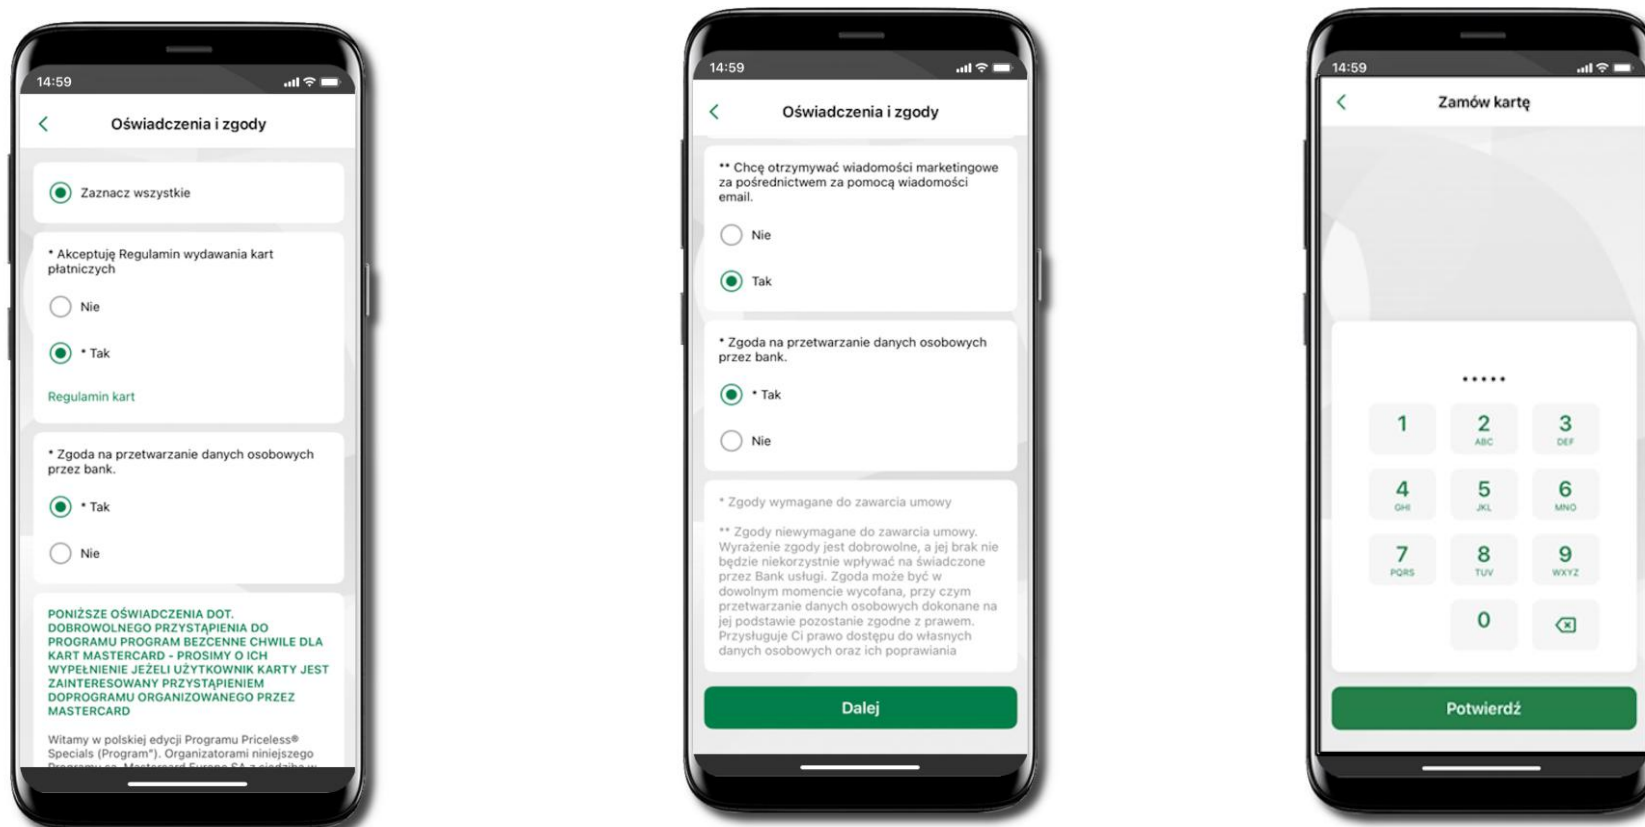 14:59
Oświadczenia i zgody
Zaznacz wszystkie
* Akceptuję Regulamin wydawania kart
płatniczych
Nie
* Tak
Regulamin kart
* Zgoda na przetwarzanie danych osobowych
przez bank.
* Tak
Nie
PONIŻSZE OŚWIADCZENIA DOT.
DOBROWOLNEGO PRZYSTĄPIENIA DO
PROGRAMU PROGRAM BEZCENNE CHWILE DLA
KART MASTERCARD - PROSIMY O ICH
WYPEŁNIENIE JEŻELI UŻYTKOWNIK KARTY JEST
ZAINTERESOWANY PRZYSTĄPIENIEM
DOPROGRAMU ORGANIZOWANEGO PRZEZ
MASTERCARD
Witamy w polskiej edycji Programu Priceless®
Specials (Program"). Organizatorami niniejszego
14:59
Oświadczenia i zgody
** Chcę otrzymywać wiadomości marketingowe
za pośrednictwem za pomocą wiadomości
email.
Nie
Tak
* Zgoda na przetwarzanie danych osobowych
przez bank.
* Tak
Nie
* Zgody wymagane do zawarcia umowy
** Zgody niewymagane do zawarcia umowy.
Wyrażenie zgody jest dobrowolne, a jej brak nie
będzie niekorzystnie wpływać na świadczone
przez Bank usługi. Zgoda może być w
dowolnym momencie wycofana, przy czym
przetwarzanie danych osobowych dokonane na
jej podstawie pozostanie zgodne z prawem.
Przysługuje Ci prawo dostępu do własnych
danych osobowych oraz ich poprawiania
Dalej
14:59
Zamów kartę
1 2 3
ABC DEF
4 5 6
GHI JKL MNO
7 8 9
PQRS TUV WXYZ
0
Potwierdź